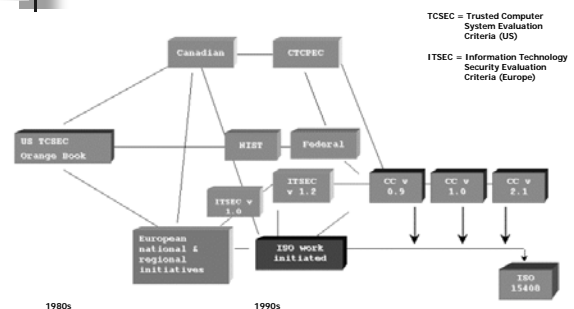 TCSEC = Trusted Computer
System Evaluation
Criteria (US)
ITSEC = Information Technology
Security Evaluation
Criteria (Europe)
Canadian
CTCPEC
US TCSEC
Orange Book
NIST
Federal
ITSEC
v 1.2
CC v
0.9
CC v
1.0
CC v
2.1
ITSEC v
1.0
European
national &
regional
initiatives
ISO work
initiated
ISO
15408
1980s
1990s